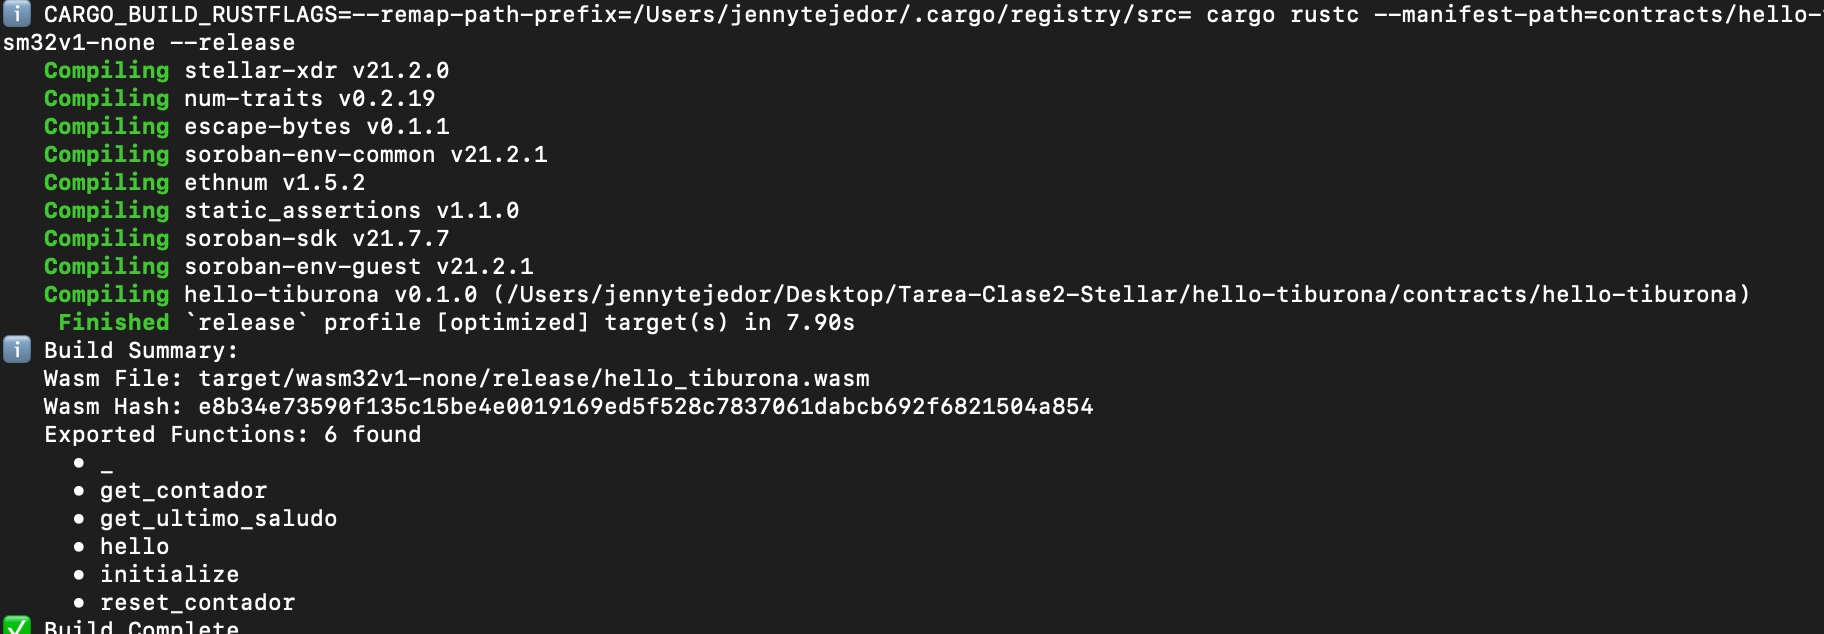 CARGO_BUILD_RUSTFLAGS=--remap-path-prefix=/Users/jennytejedor/.cargo/registry/src= cargo rustc --manifest-path=contracts/hello-
sm32v1-none --release
Compiling stellar-xdr v21.2.0
Compiling num-traits v0.2.19
Compiling escape-bytes v0.1.1
Compiling soroban-env-common v21.2.1
Compiling ethnum v1.5.2
Compiling static_assertions v1.1.0
Compiling soroban-sdk v21.7.7
Compiling soroban-env-guest v21.2.1
Compiling hello-tiburona v0.1.0 (/Users/jennytejedor/Desktop/Tarea-Clase2-Stellar/hello-tiburona/contracts/hello-tiburona)
Finished `release` profile [optimized] target(s) in 7.90s
Build Summary:
Wasm File: target/wasm32v1-none/release/hello_tiburona.wasm
Wasm Hash: e8b34e73590f135c15be4e0019169ed5f528c7837061dabcb692f6821504a854
Exported Functions: 6 found
• _
• get_contador
• get_ultimo_saludo
• hello
• initialize
• reset_contador
Build Complete